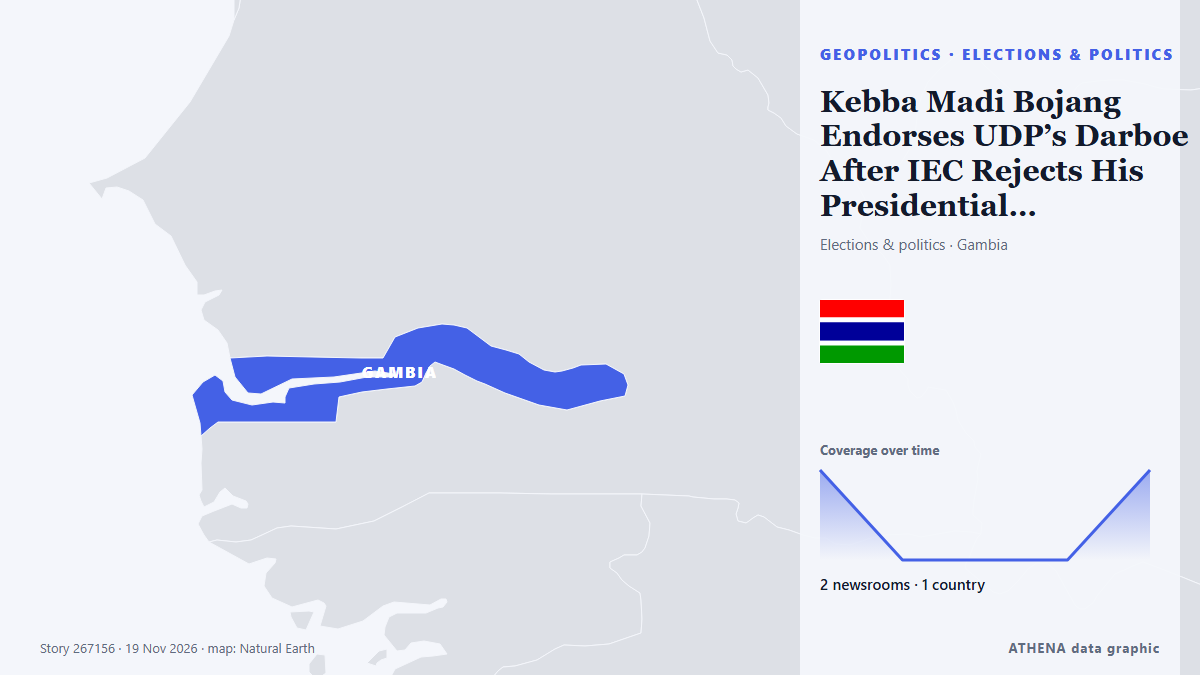 GEOPOLITICS · ELECTIONS & POLITICS
Kebba Madi Bojang
Endorses UDP’s Darboe
After IEC Rejects His
Presidential...
Elections & politics · Gambia
GAMBIA
Coverage over time
2 newsrooms · 1 country
Story 267156 · 19 Nov 2026 · map: Natural Earth
ATHENA data graphic